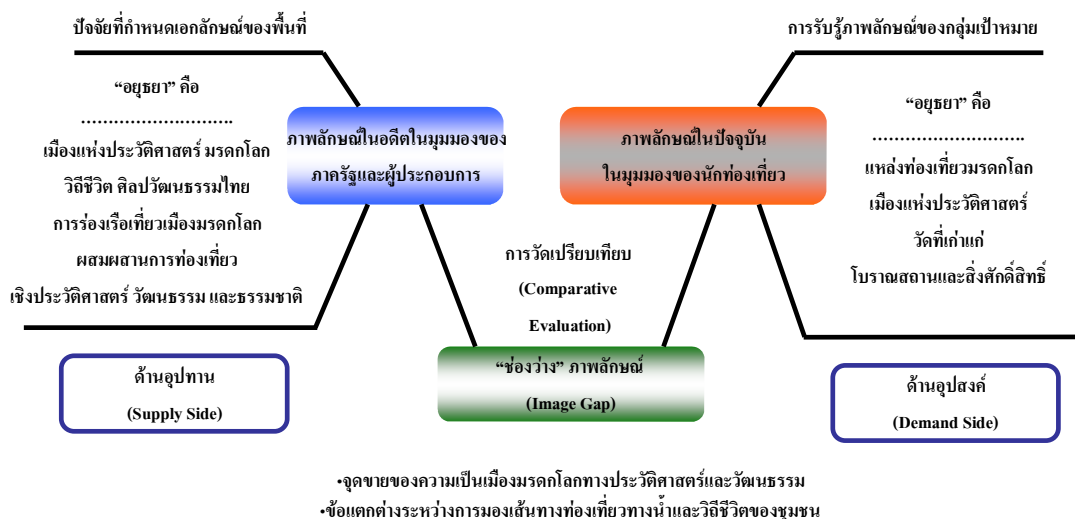 ปัจจัยที่กำหนดเอกลักษณ์ของพื้นที่
“อยุธยา” คือ
………………………..
เมืองแห่งประวัติศาสตร์ มรดกโลก
วิถีชีวิต ศิลปวัฒนธรรมไทย
การร่องเรือเที่ยวเมืองมรดกโลก
ผสมผสานการท่องเที่ยว
เชิงประวัติศาสตร์ วัฒนธรรม และธรรมชาติ
ด้านอุปทาน
(Supply Side)
ภาพลักษณ์ในอดีตในมุมมองของ
ภาครัฐและผู้ประกอบการ
การวัดเปรียบเทียบ
(Comparative
Evaluation)
“ช่องว่าง” ภาพลักษณ์
(Image Gap)
ภาพลักษณ์ในปัจจุบัน
ในมุมมองของนักท่องเที่ยว
การรับรู้ภาพลักษณ์ของกลุ่มเป้าหมาย
“อยุธยา” คือ
………………………..
แหล่งท่องเที่ยวมรดกโลก
เมืองแห่งประวัติศาสตร์
วัดที่เก่าแก่
โบราณสถานและสิ่งศักดิ์สิทธิ์
ด้านอุปสงค์
(Demand Side)
•จุดขายของความเป็นเมืองมรดกโลกทางประวัติศาสตร์และวัฒนธรรม
•ข้อแตกต่างระหว่างการมองเส้นทางท่องเที่ยวทางน้ำและวิถีชีวิตของชุมชน